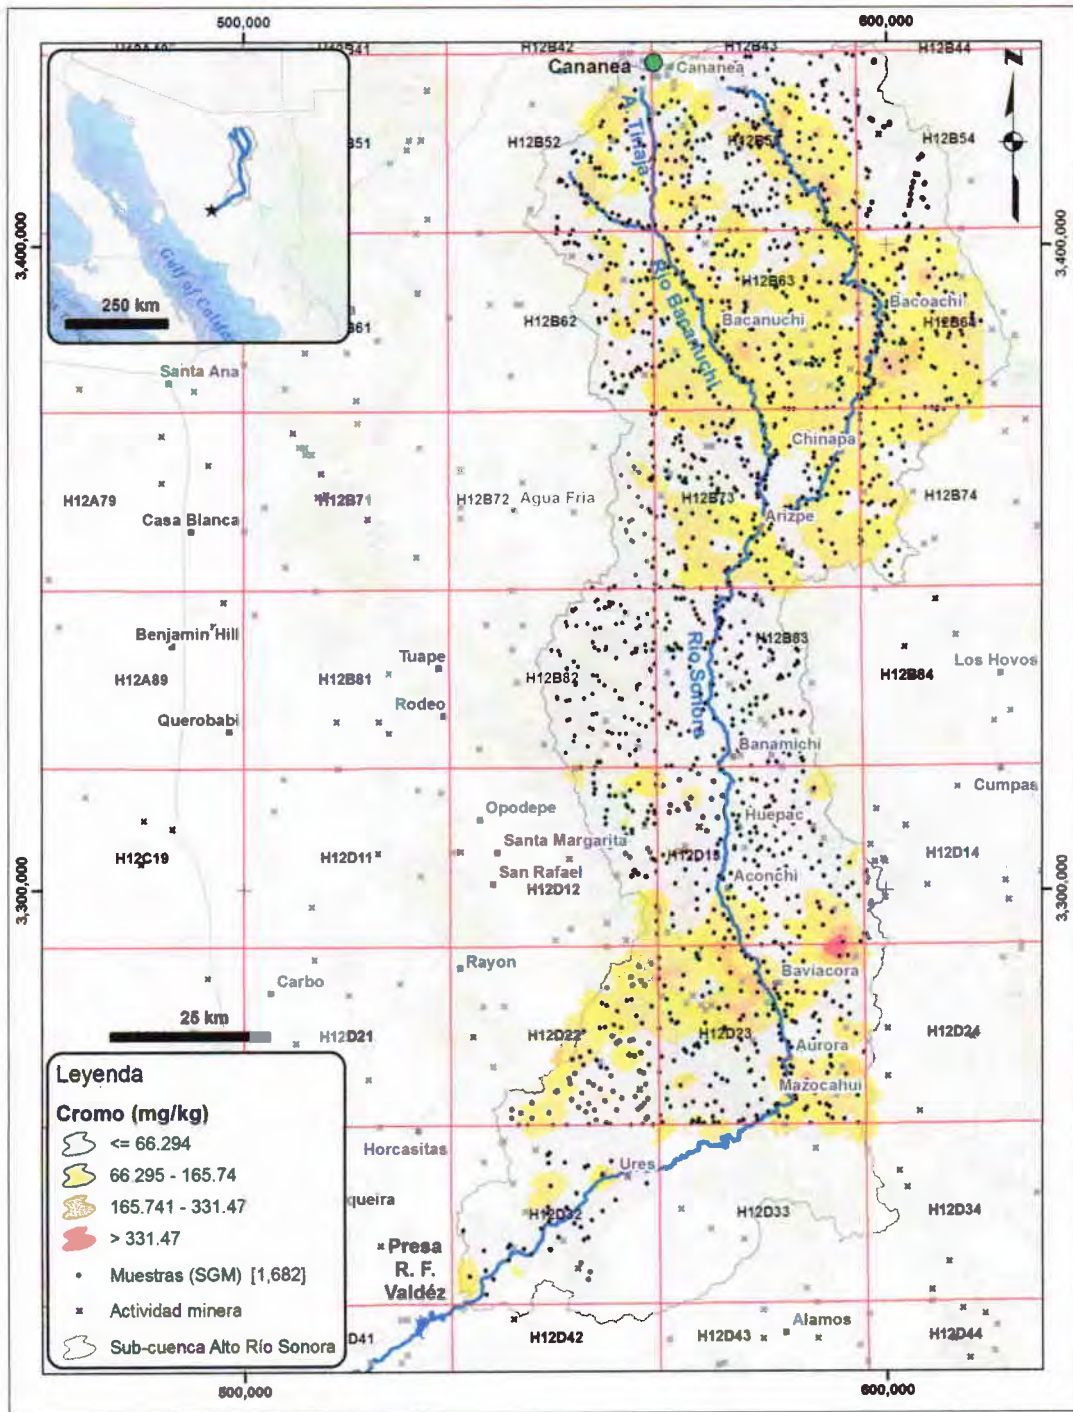 500,000
600,000
H12B42
H12B43
H12B44
Cananea
Cananea
A. Tinaja
H12B52
H12B54
3,400,000
3,400,000
Gulf of
250 km
H12B63
Bacoachi
H12B62
Bacanuchi
H12B64
Río Bacanuchi
Santa Ana
Chinapa
H12A79
H12B71
H12B72
Agua Fria
H12B73
H12B74
Casa Blanca
Arizpe
Benjamin Hill
H12B83
Tuape
Los Hoyos
H12A89
H12B81
H12B82
H12B84
Rodeo
Río Sonora
Querobabi
Banamichi
Cumpas
Opodepe
Huepac
Santa Margarita
H12C19
H12D11
H12D13
H12D14
San Rafael
Aconchi
H12D12
3,300,000
3,300,000
Rayon
Baviacora
Carbo
25 km
H12D21
H12D22
H12D23
H12D24
Aurora
Mazocahui
Leyenda
Cromo (mg/kg)
<= 66.294
66.295 - 165.74
165.741 - 331.47
> 331.47
Muestras (SGM) [1,682]
Actividad minera
Sub-cuenca Alto Río Sonora
Horcasitas
Ures
queira
H12D32
H12D33
H12D34
Presa
R. F.
Valdéz
Alamos
D41
H12D42
H12D43
H12D44
500,000
600,000